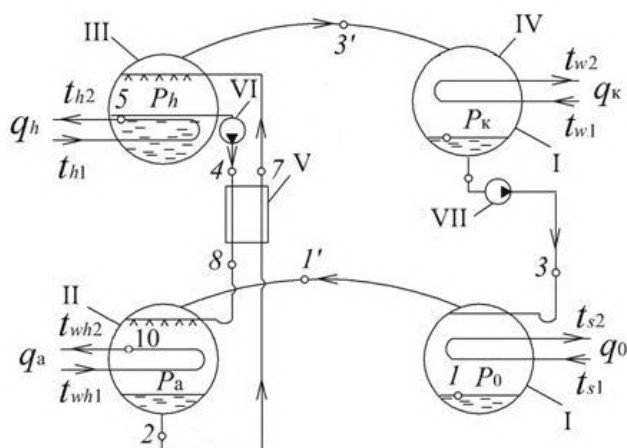 III
3'
IV
t_h2
5
P_h
VI
t_w2
q_h
P_к
q_к
t_h1
t_w1
4
7
V
I
VII
8
1'
3
II
t_wh2
10
t_s2
q_a
P_a
1
P_0
q_0
t_wh1
t_s1
2
I